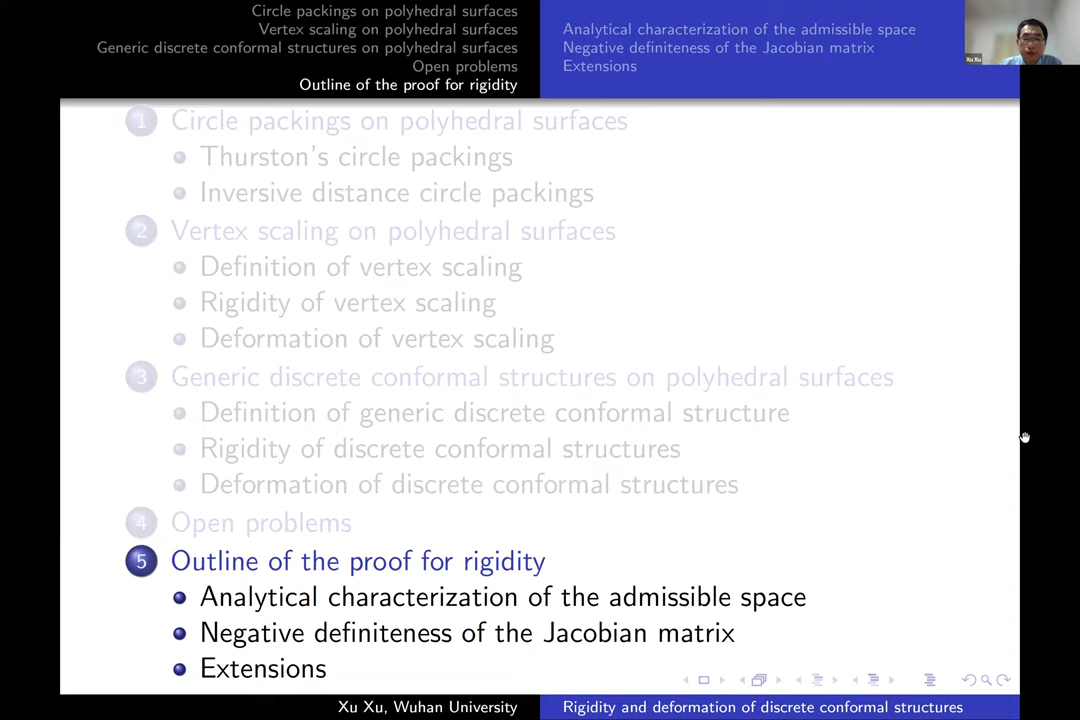 Circle packings on polyhedral surfaces
Vertex scaling on polyhedral surfaces
Generic discrete conformal structures on polyhedral surfaces
Open problems
Outline of the proof for rigidity
Analytical characterization of the admissible space
Negative definiteness of the Jacobian matrix
Extensions
Xu Xu
1 Circle packings on polyhedral surfaces
Thurston's circle packings
Inversive distance circle packings
2 Vertex scaling on polyhedral surfaces
Definition of vertex scaling
Rigidity of vertex scaling
Deformation of vertex scaling
3 Generic discrete conformal structures on polyhedral surfaces
Definition of generic discrete conformal structure
Rigidity of discrete conformal structures
Deformation of discrete conformal structures
4 Open problems
5 Outline of the proof for rigidity
Analytical characterization of the admissible space
Negative definiteness of the Jacobian matrix
Extensions
Xu Xu, Wuhan University
Rigidity and deformation of discrete conformal structures